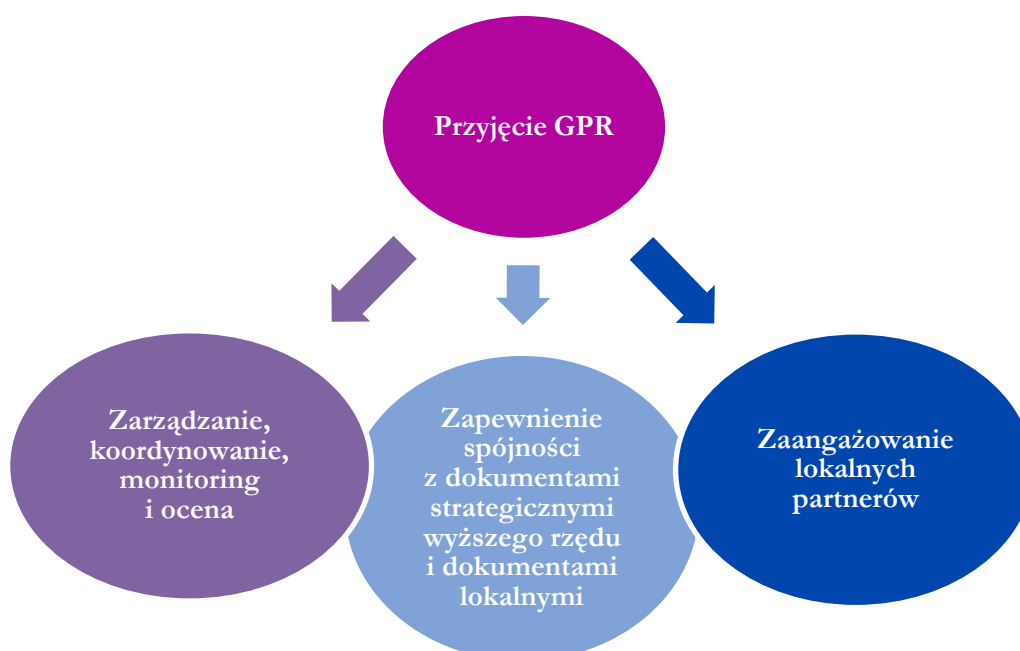 Przyjęcie GPR
Zarządzanie,
koordynowanie,
monitoring
i ocena
Zapewnienie
spójności
z dokumentami
strategicznymi
wyższego rzędu
i dokumentami
lokalnymi
Zaangażowanie
lokalnych
partnerów